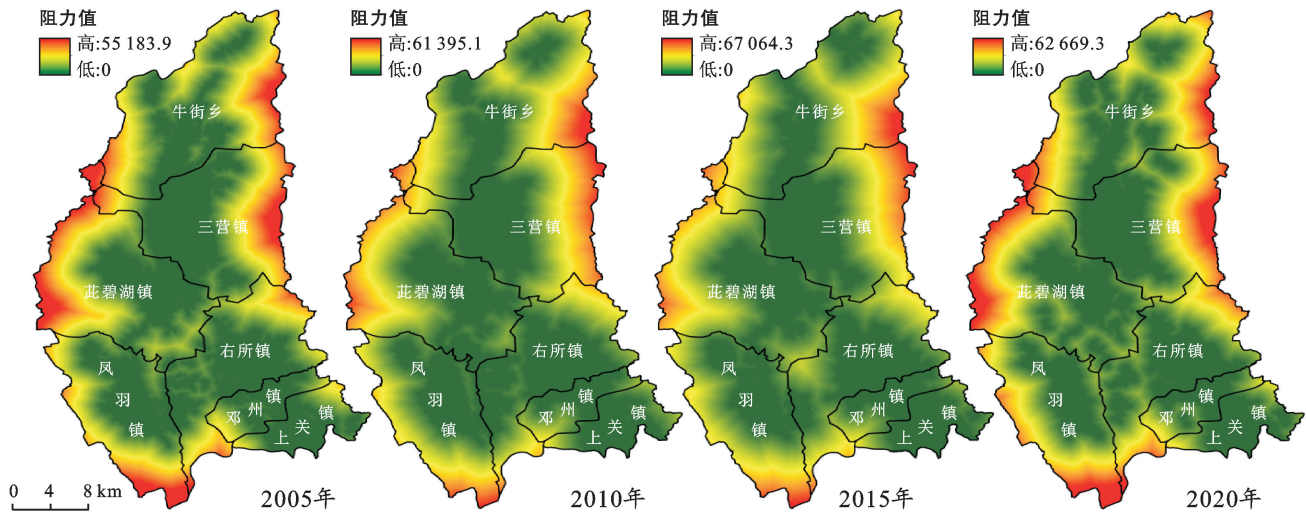 阻力值
高:55 183.9
低:0
牛街乡
三营镇
茈碧湖镇
右所镇
凤羽镇
邓州镇
上关镇
0 4 8 km
2005年
阻力值
高:61 395.1
低:0
牛街乡
三营镇
茈碧湖镇
右所镇
凤羽镇
邓州镇
上关镇
2010年
阻力值
高:67 064.3
低:0
牛街乡
三营镇
茈碧湖镇
右所镇
凤羽镇
邓州镇
上关镇
2015年
阻力值
高:62 669.3
低:0
牛街乡
三营镇
茈碧湖镇
右所镇
凤羽镇
邓州镇
上关镇
2020年